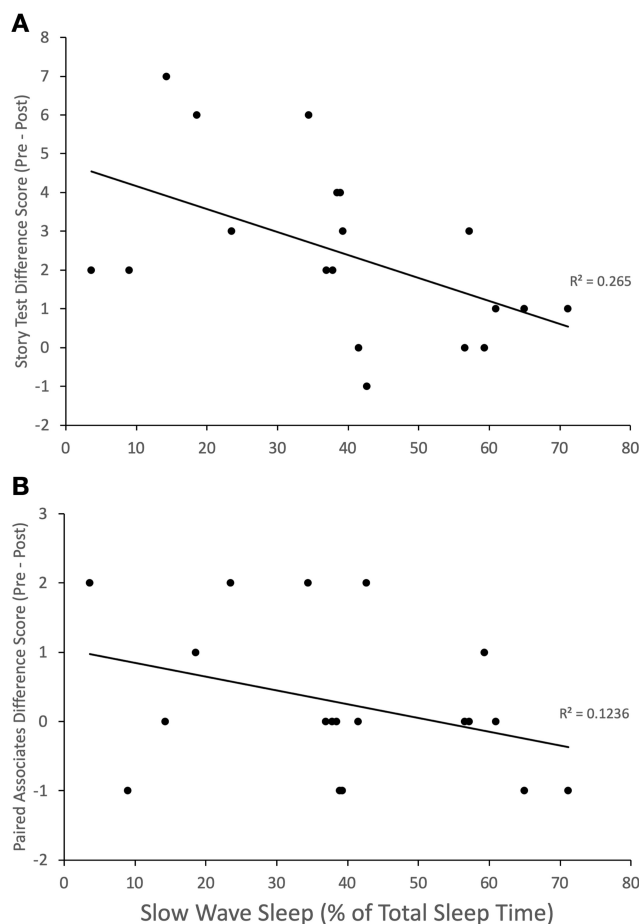 A
Story Test Difference Score (Pre - Post)
8
7
6
5
4
3
2
1
0
-1
-2
R² = 0.265
0 10 20 30 40 50 60 70 80
B
Paired Associates Difference Score (Pre - Post)
3
2
1
0
-1
-2
R² = 0.1236
0 10 20 30 40 50 60 70 80
Slow Wave Sleep (% of Total Sleep Time)